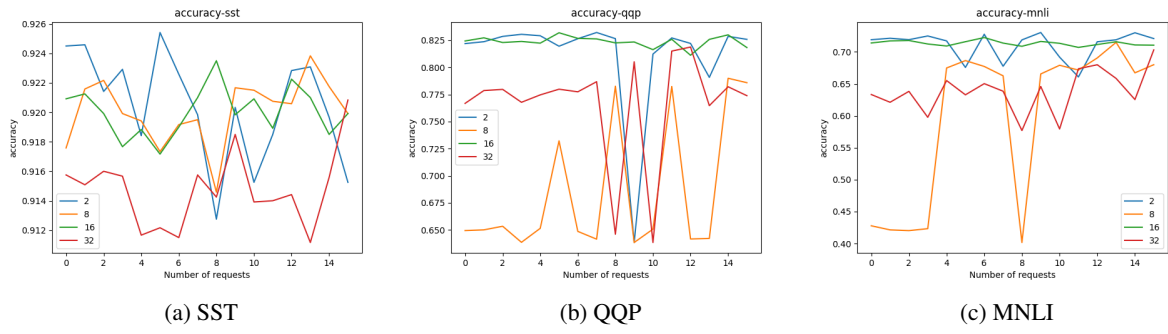 accuracy-sst
0.926
0.924
0.922
0.920
0.918
0.916
0.914
0.912
accuracy
2
8
16
32
0 2 4 6 8 10 12 14
Number of requests
(a) SST
accuracy-qqp
0.825
0.800
0.775
0.750
0.725
0.700
0.675
0.650
accuracy
2
8
16
32
0 2 4 6 8 10 12 14
Number of requests
(b) QQP
accuracy-mnli
0.70
0.65
0.60
0.55
0.50
0.45
0.40
accuracy
2
8
16
32
0 2 4 6 8 10 12 14
Number of requests
(c) MNLI